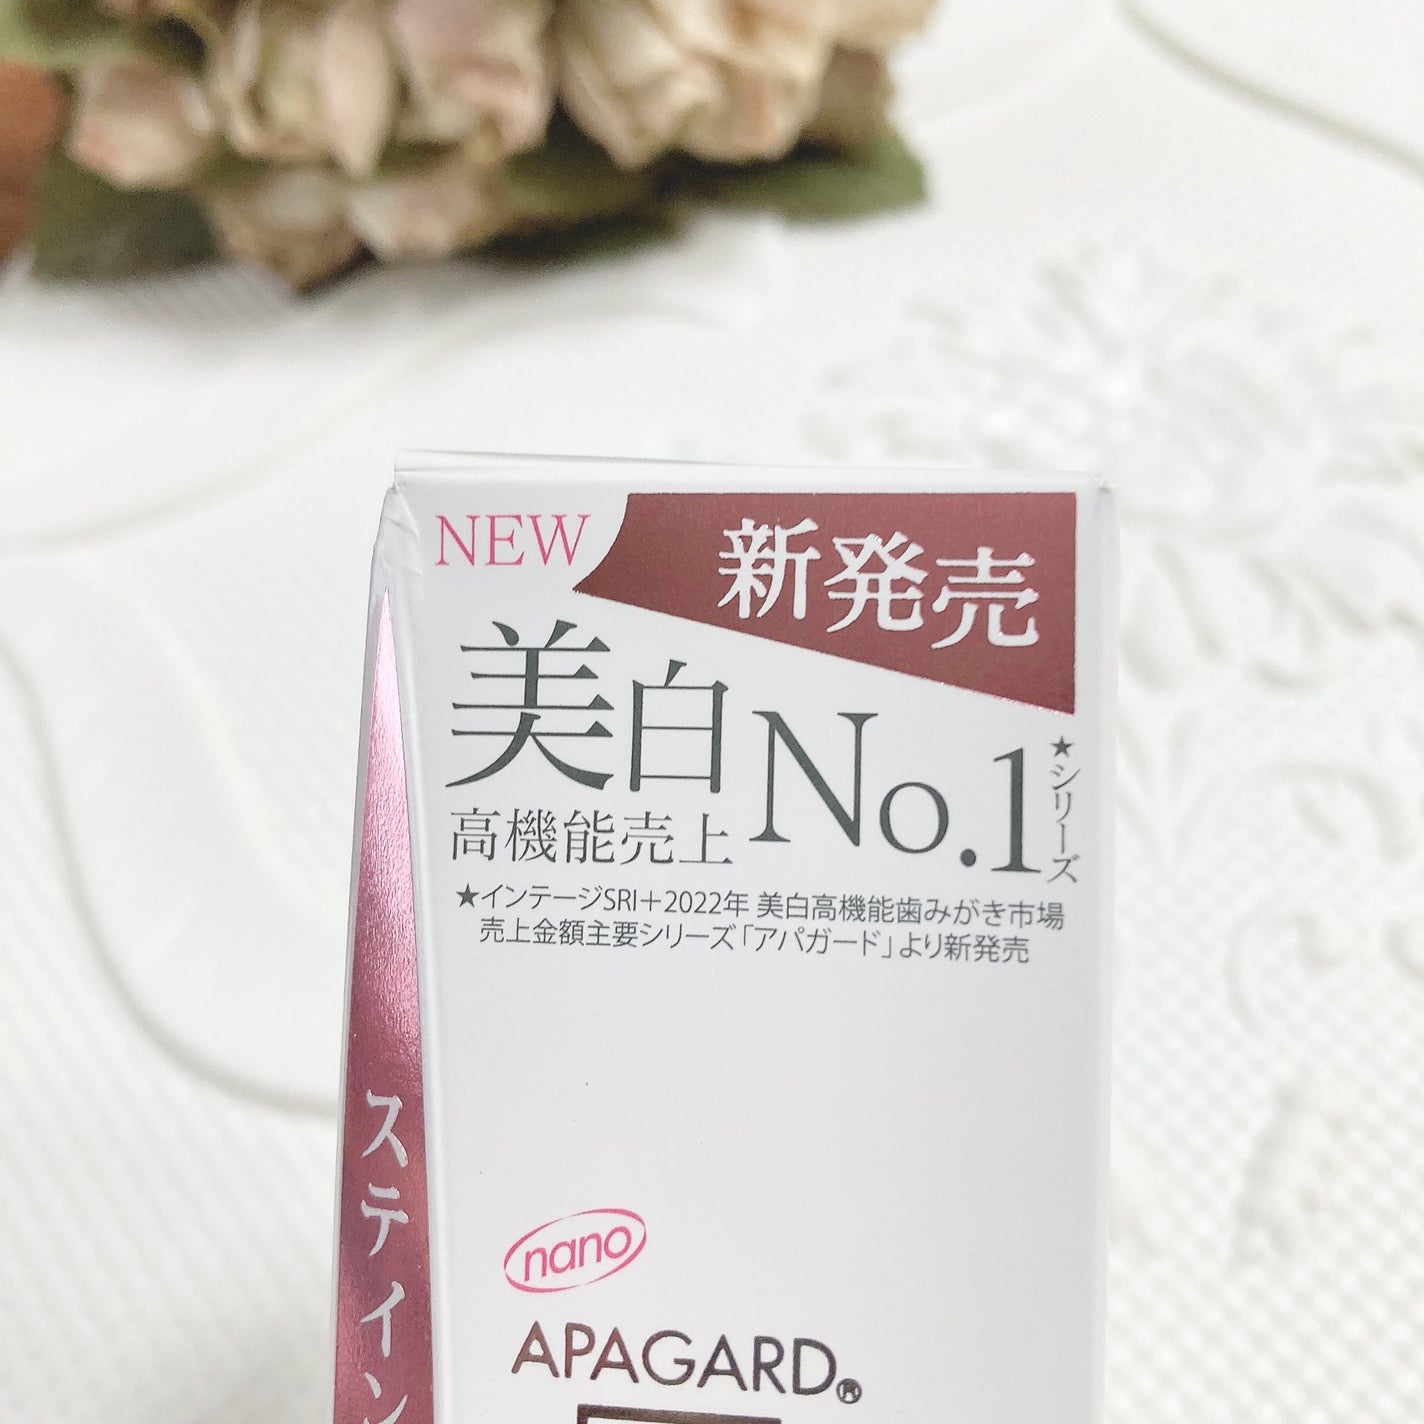 NEW
新発売
美白
高機能売上
No.1
★シリーズ
★インテージSRI+2022年 美白高機能歯みがき市場
売上金額主要シリーズ「アパガード」より新発売
nano
APAGARD®
ステイン